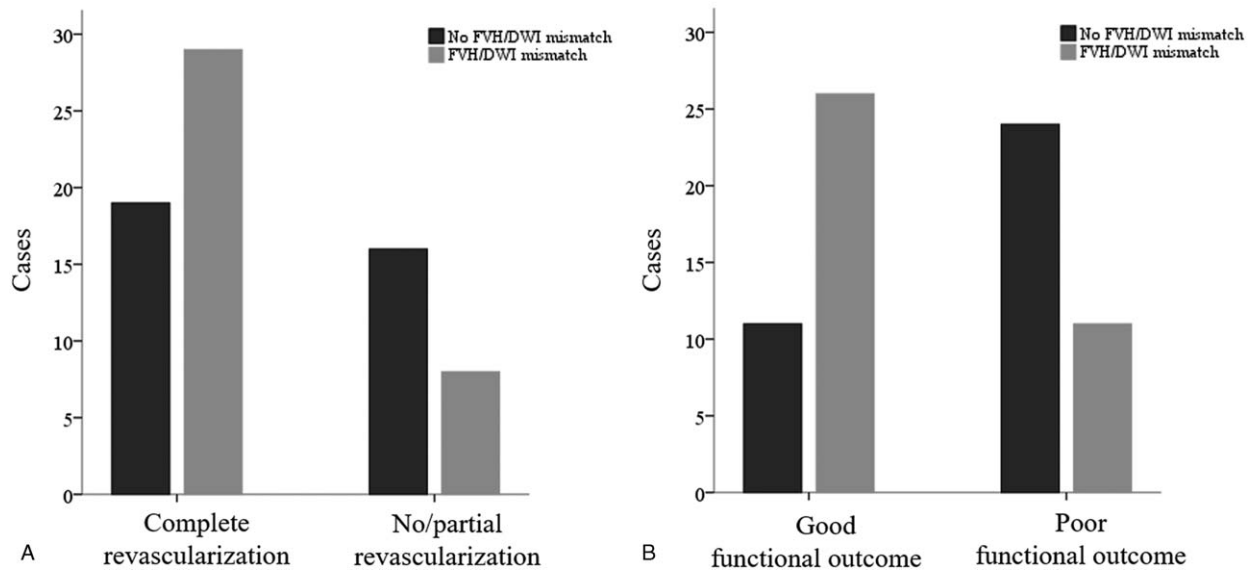 No FVH/DWI mismatch
FVH/DWI mismatch
30
25
20
15
10
5
0
Cases
Complete
revascularization
No/partial
revascularization
A
No FVH/DWI mismatch
FVH/DWI mismatch
30
25
20
15
10
5
0
Cases
Good
functional outcome
Poor
functional outcome
B